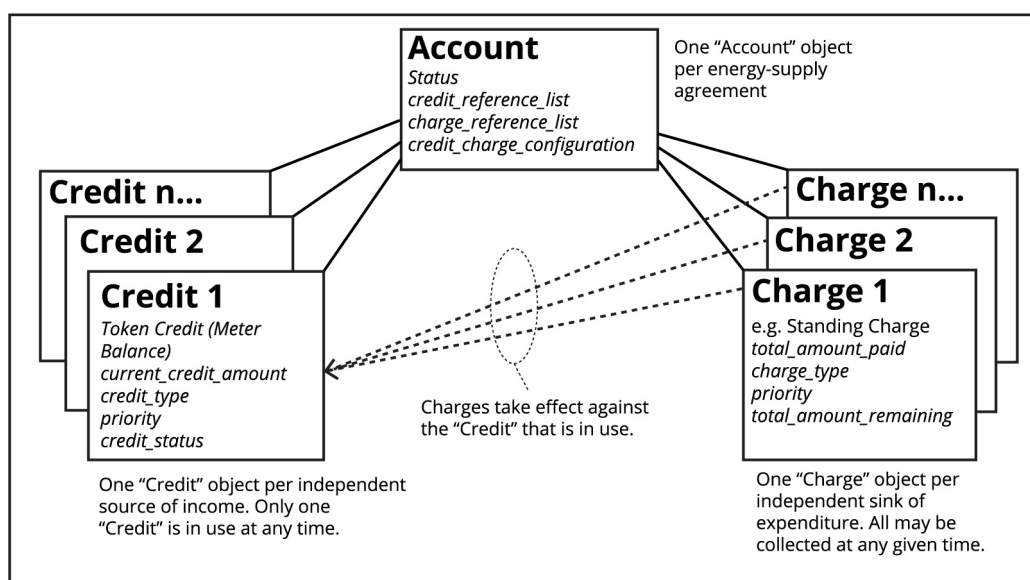 Account
Status
credit_reference_list
charge_reference_list
credit_charge_configuration
One “Account” object
per energy-supply
agreement
Credit n...
Credit 2
Credit 1
Token Credit (Meter
Balance)
current_credit_amount
credit_type
priority
credit_status
One “Credit” object per independent
source of income. Only one
“Credit” is in use at any time.
Charges take effect against
the “Credit” that is in use.
Charge n...
Charge 2
Charge 1
e.g. Standing Charge
total_amount_paid
charge_type
priority
total_amount_remaining
One “Charge” object per
independent sink of
expenditure. All may be
collected at any given time.